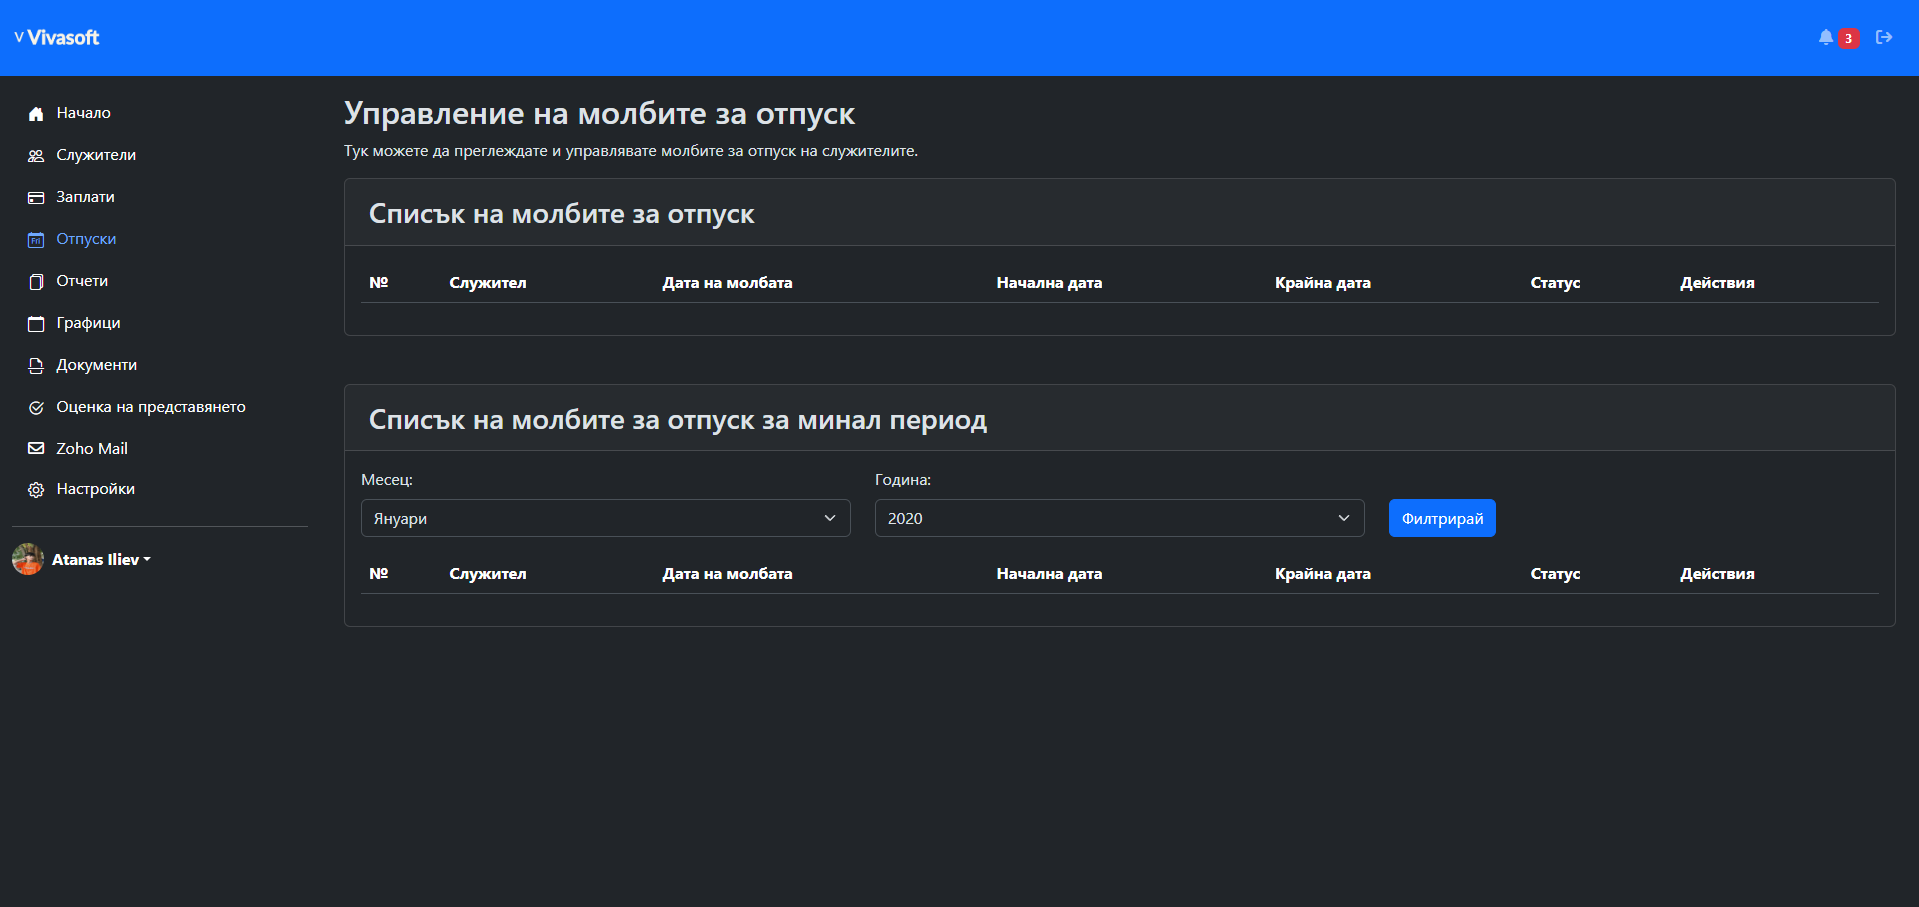 V Vivasoft
3
Начало
Служители
Заплати
Fri Отпуски
Отчети
Графици
Документи
Оценка на представянето
Zoho Mail
Настройки
Atanas Iliev
Управление на молбите за отпуск
Тук можете да преглеждате и управлявате молбите за отпуск на служителите.
Списък на молбите за отпуск
№ Служител Дата на молбата Начална дата Крайна дата Статус Действия
Списък на молбите за отпуск за минал период
Месец: Година:
Януари 2020 Филтрирай
№ Служител Дата на молбата Начална дата Крайна дата Статус Действия